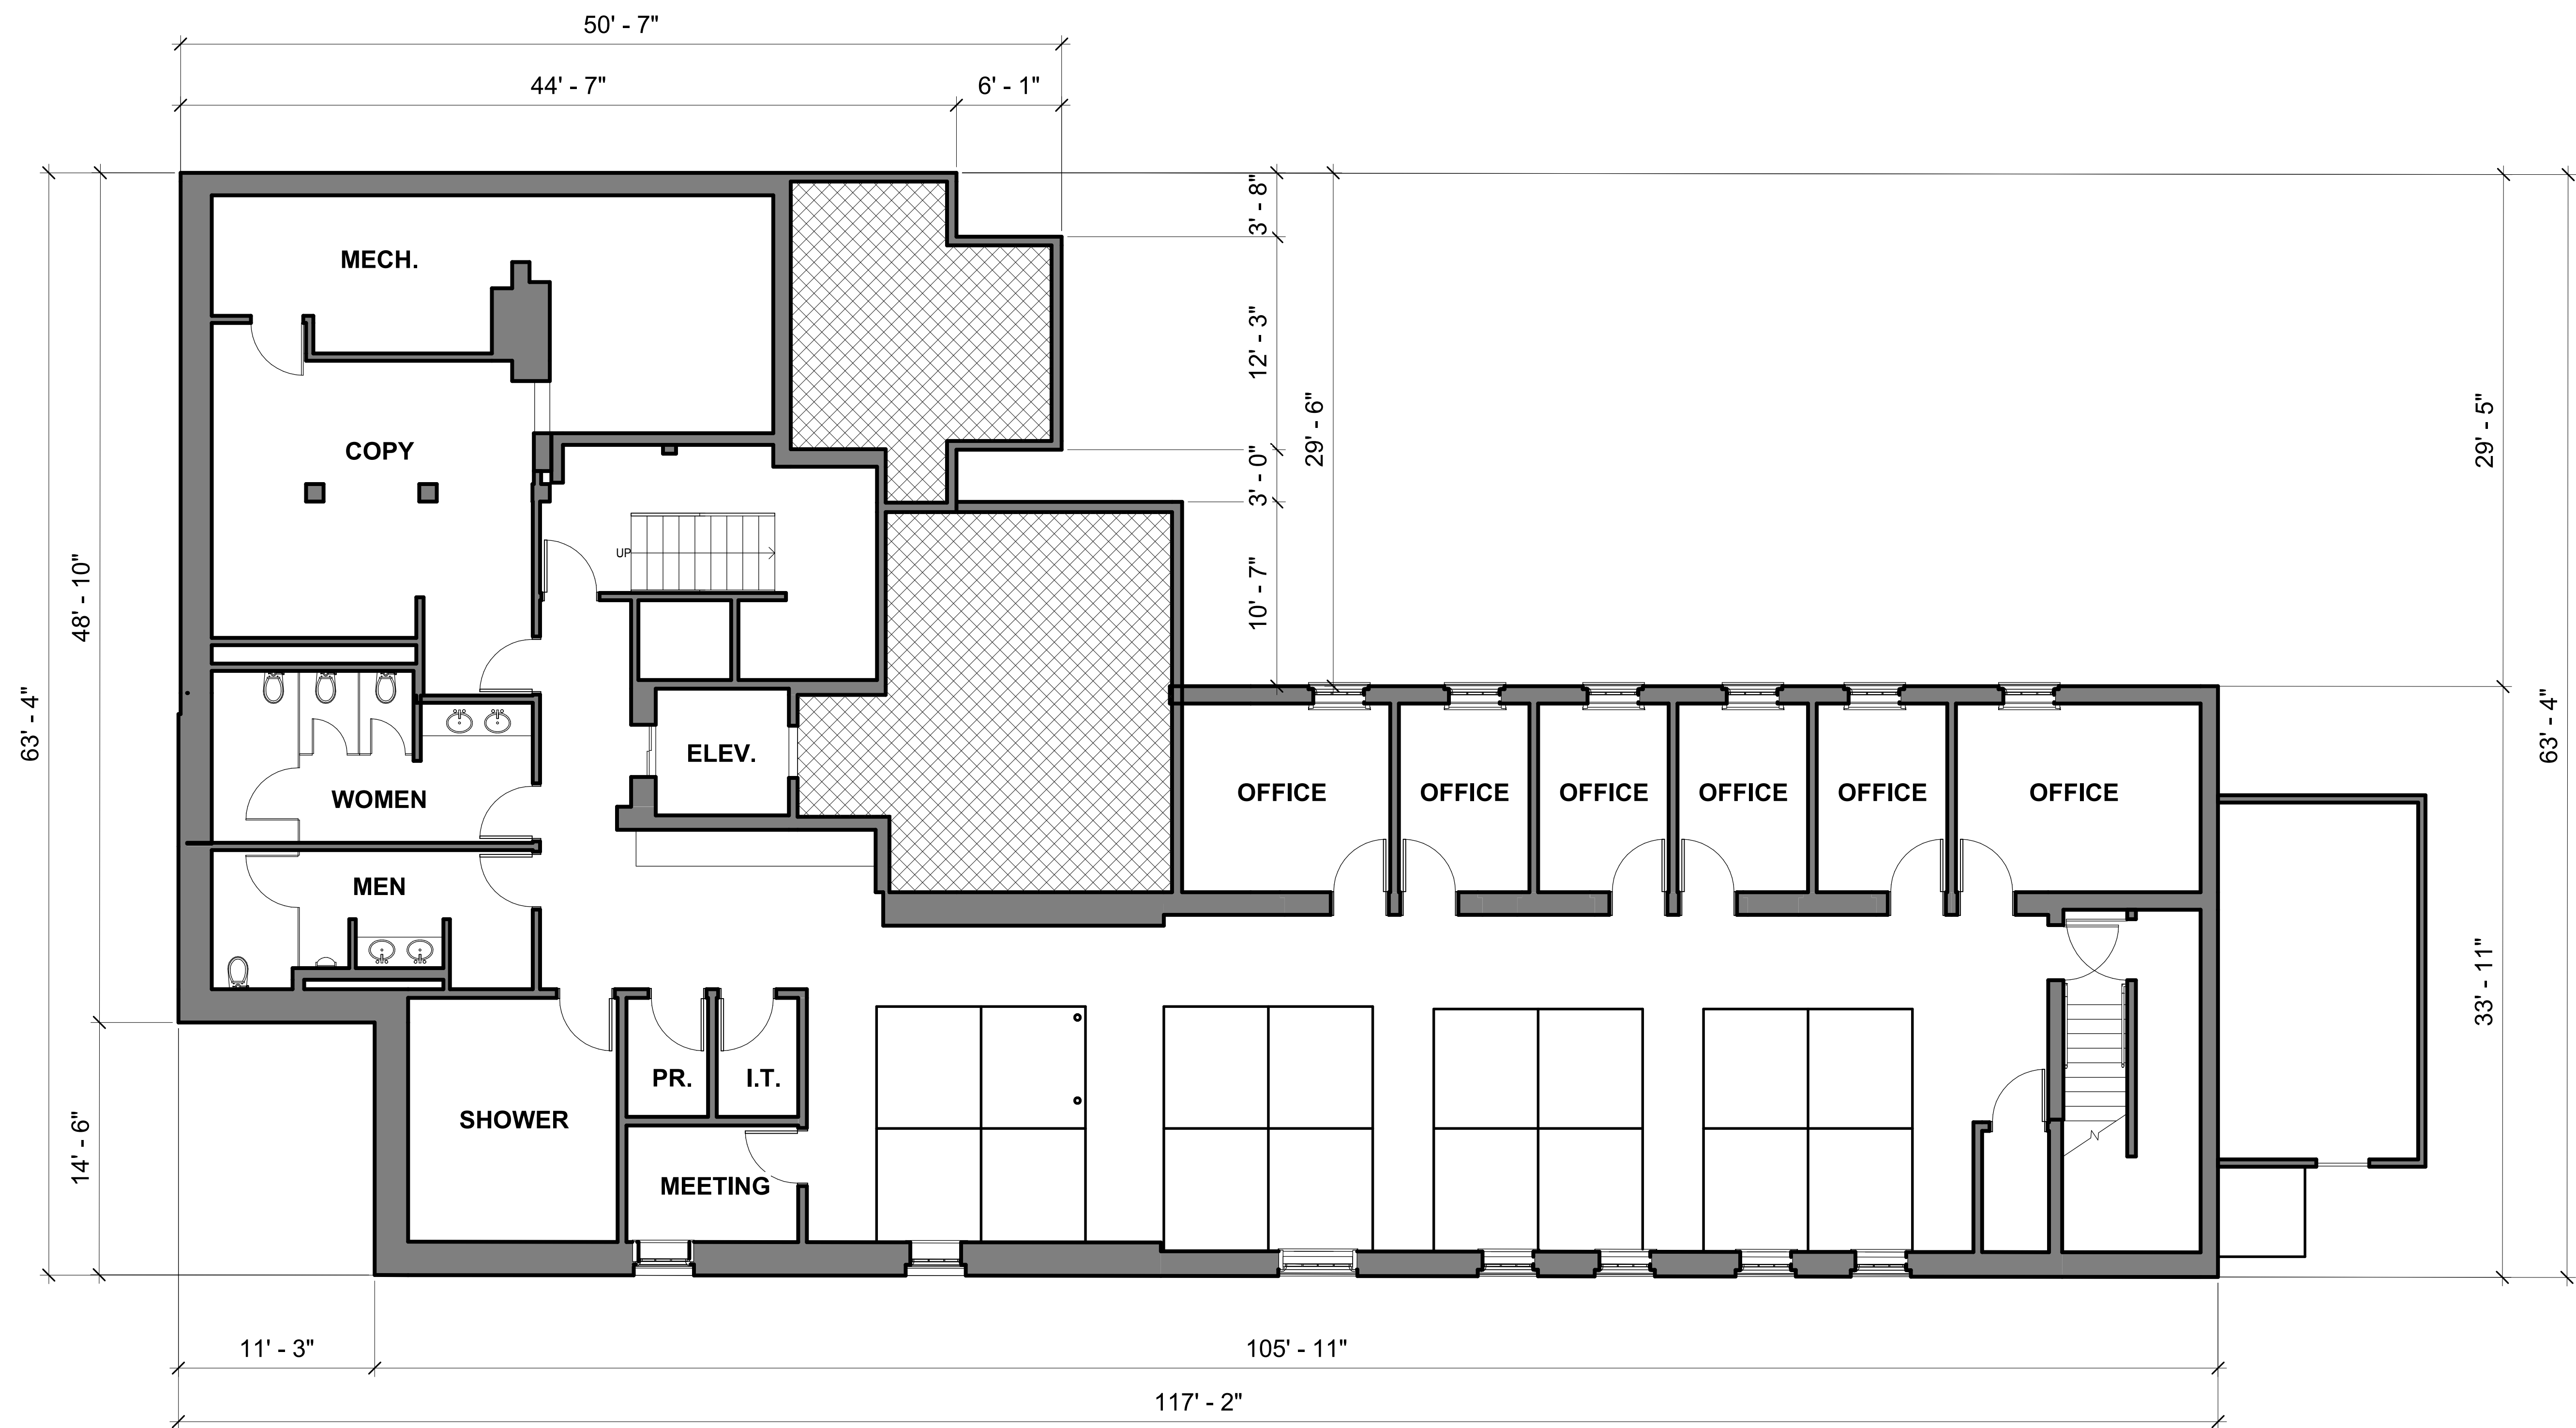 50' - 7"
44' - 7"
6' - 1"
3' - 8"
12' - 3"
3' - 0"
10' - 7"
29' - 6"
29' - 5"
33' - 11"
63' - 4"
63' - 4"
48' - 10"
14' - 6"
MECH.
COPY
UP
ELEV.
WOMEN
MEN
OFFICE
OFFICE
OFFICE
OFFICE
OFFICE
OFFICE
SHOWER
PR.
I.T.
MEETING
11' - 3"
105' - 11"
117' - 2"